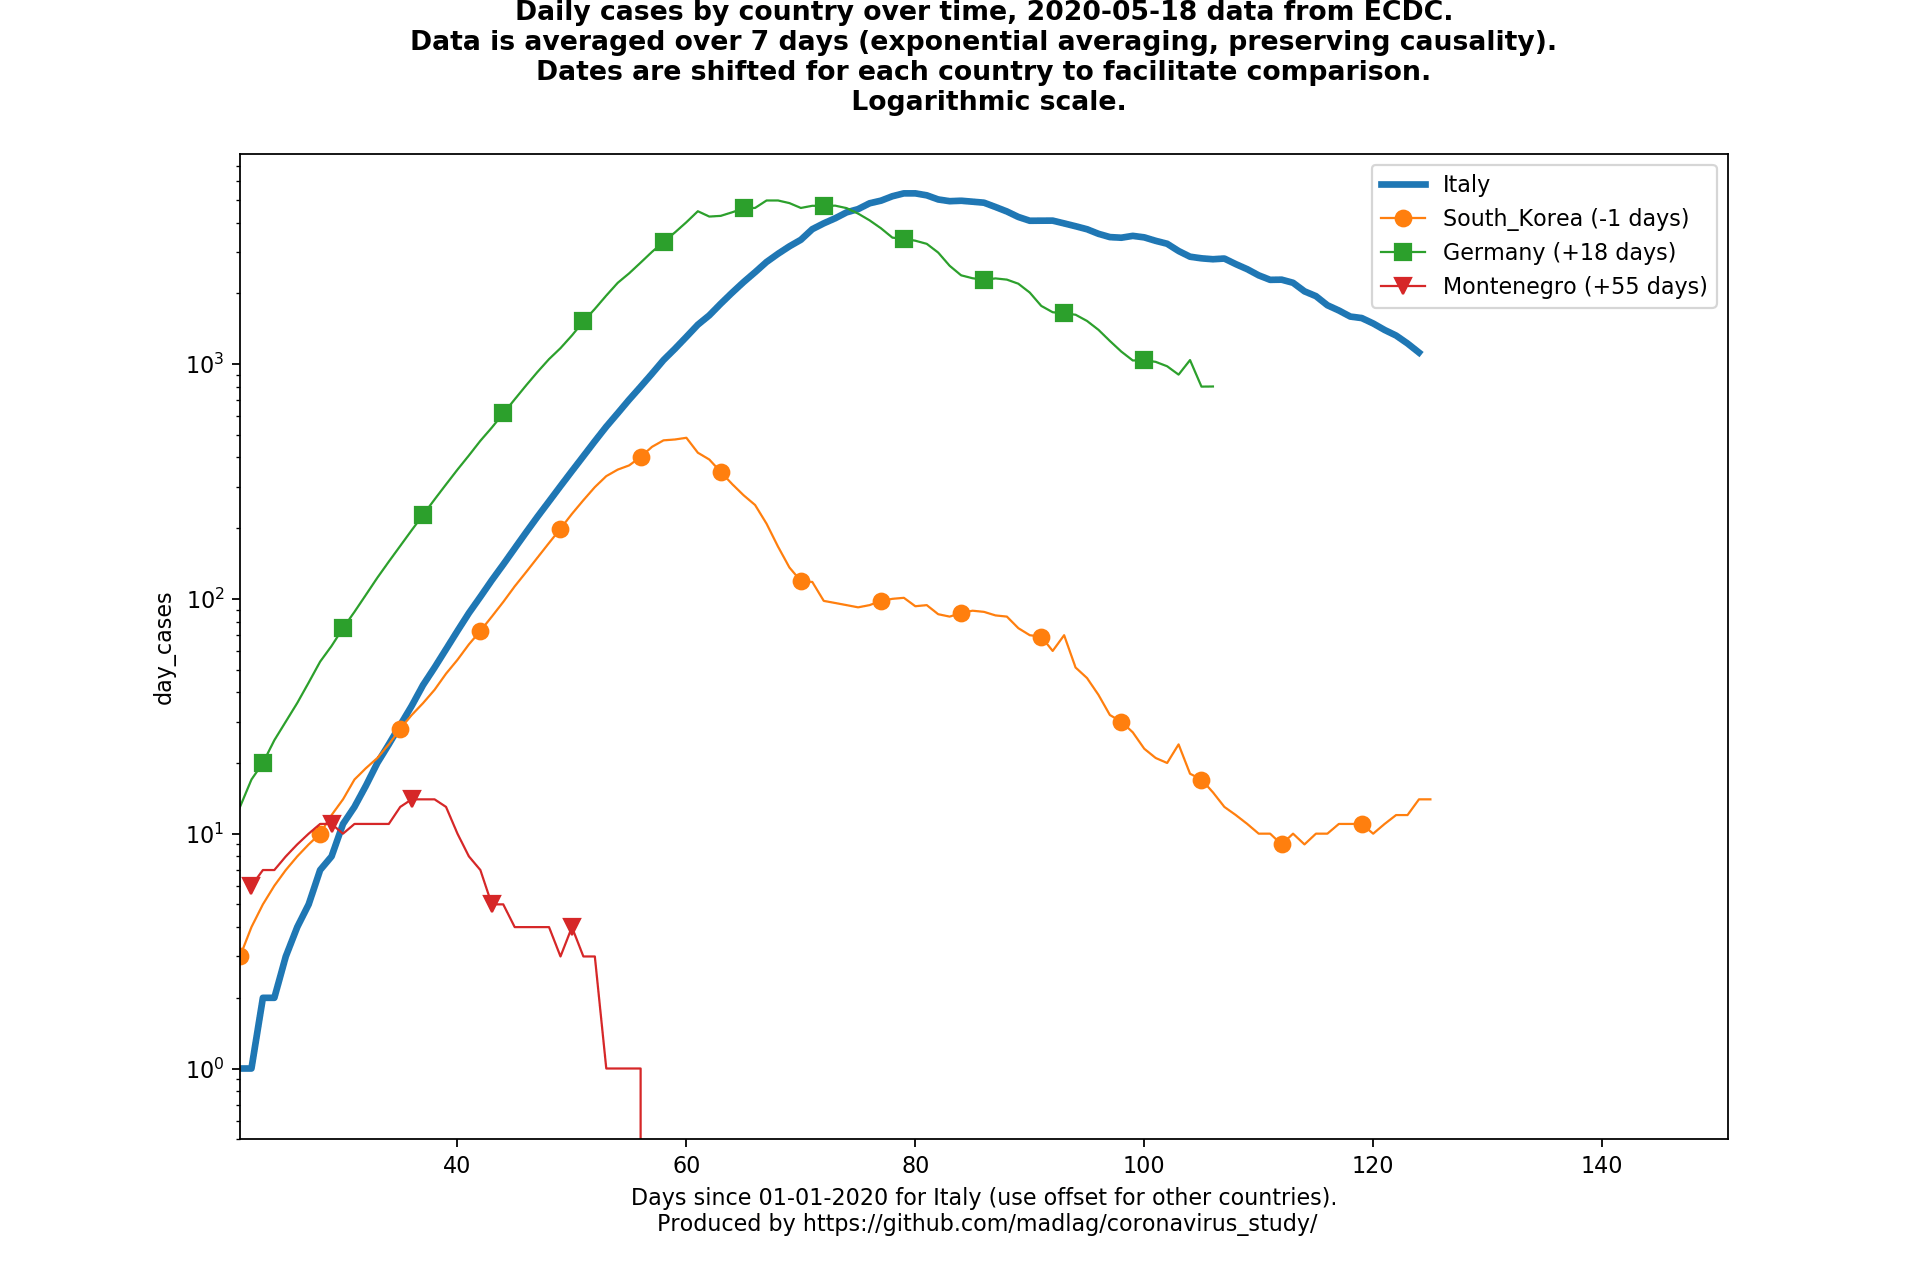 Daily cases by country over time, 2020-05-18 data from ECDC.
Data is averaged over 7 days (exponential averaging, preserving causality).
Dates are shifted for each country to facilitate comparison.
Logarithmic scale.
Italy
South_Korea (-1 days)
Germany (+18 days)
Montenegro (+55 days)
day_cases
10³
10²
10¹
10⁰
40 60 80 100 120 140
Days since 01-01-2020 for Italy (use offset for other countries).
Produced by https://github.com/madlag/coronavirus_study/